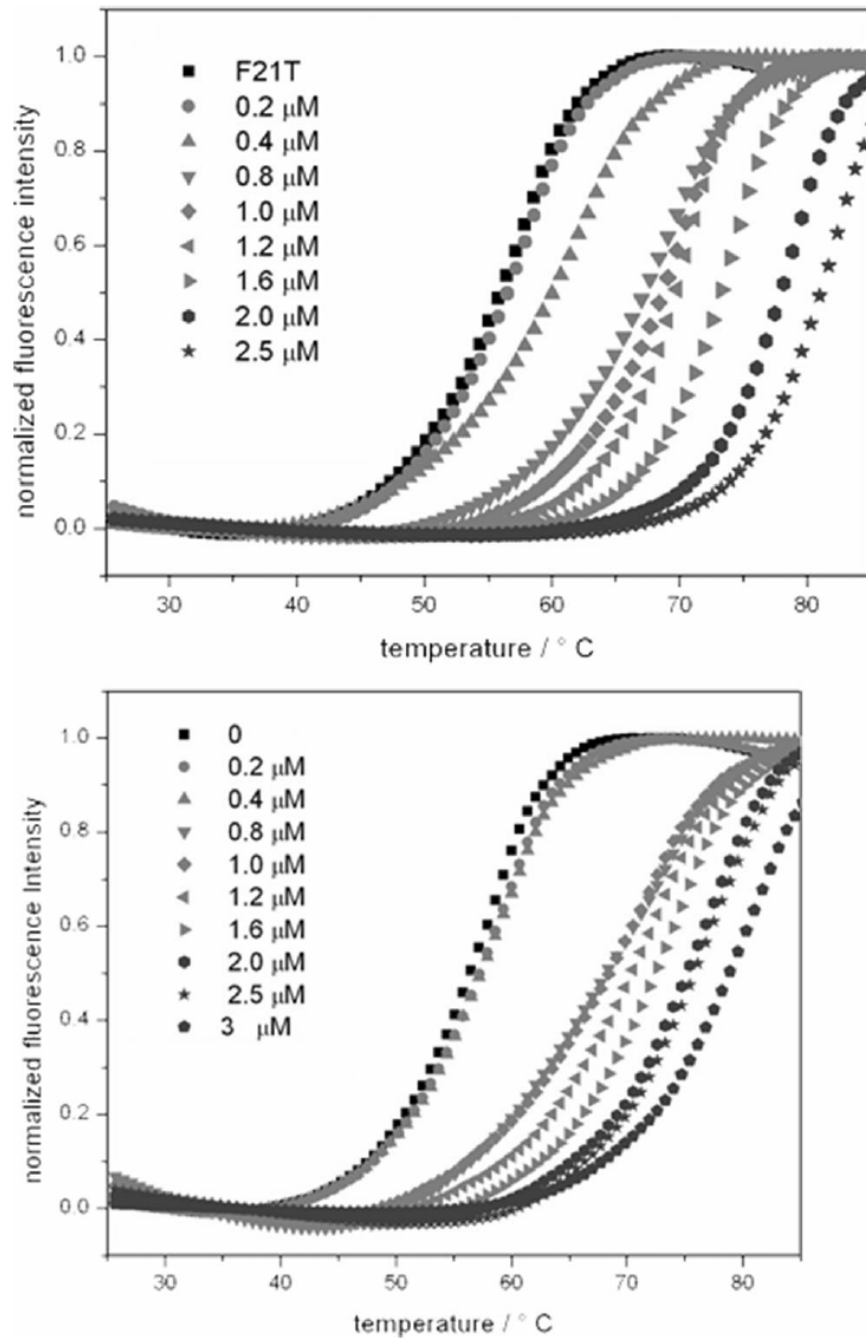 normalized fluorescence intensity
1.0
0.8
0.6
0.4
0.2
0.0
F21T
0.2 μM
0.4 μM
0.8 μM
1.0 μM
1.2 μM
1.6 μM
2.0 μM
2.5 μM
30 40 50 60 70 80
temperature / ° C
normalized fluorescence Intensity
1.0
0.8
0.6
0.4
0.2
0.0
0
0.2 μM
0.4 μM
0.8 μM
1.0 μM
1.2 μM
1.6 μM
2.0 μM
2.5 μM
3 μM
30 40 50 60 70 80
temperature / ° C